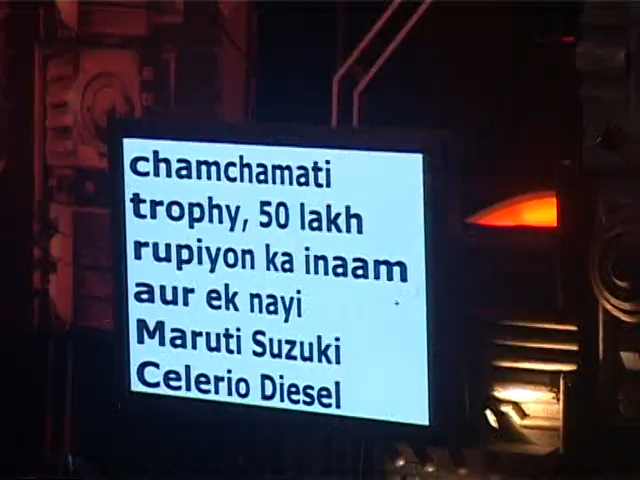 chamchamati
trophy, 50 lakh
rupiyon ka inaam
aur ek nayi
Maruti Suzuki
Celerio Diesel